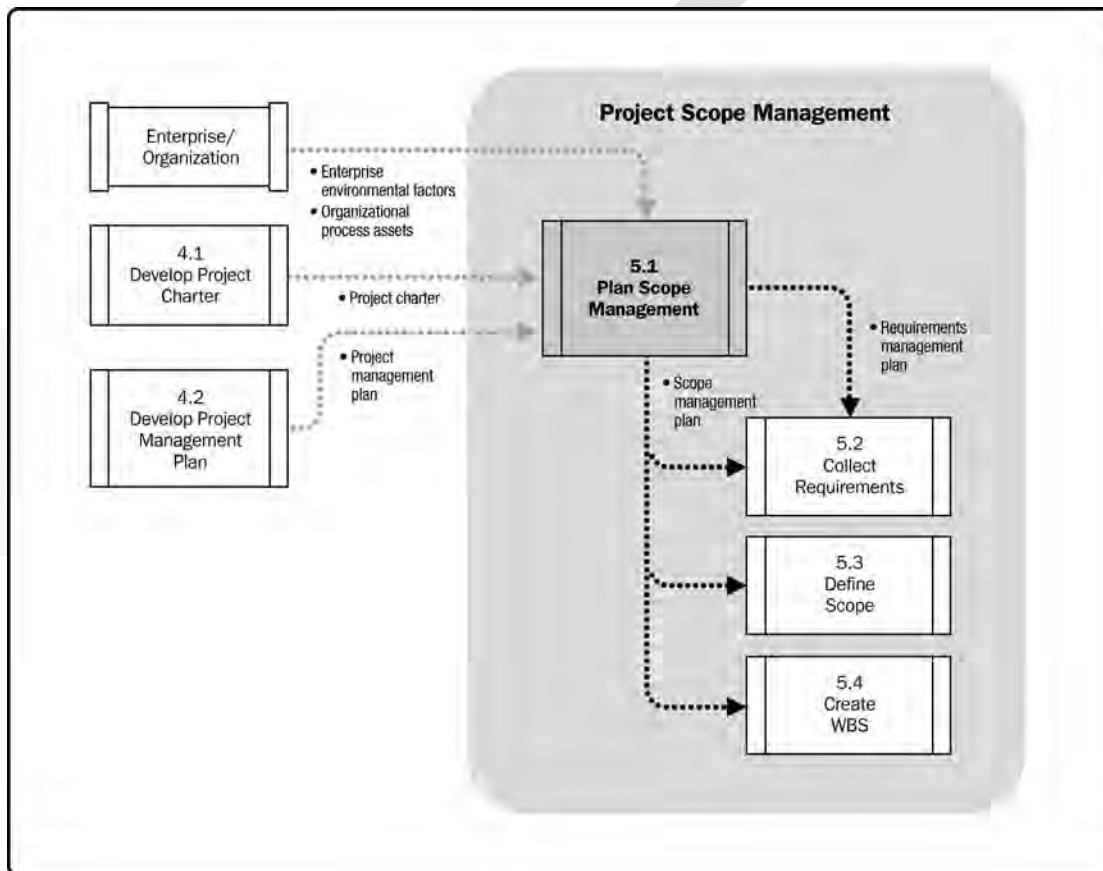 Project Scope Management
Enterprise/
Organization
• Enterprise
environmental factors
• Organizational
process assets
4.1
Develop Project
Charter
• Project charter
4.2
Develop Project
Management
Plan
• Project
management
plan
5.1
Plan Scope
Management
• Requirements
management
plan
• Scope
management
plan
5.2
Collect
Requirements
5.3
Define
Scope
5.4
Create
WBS